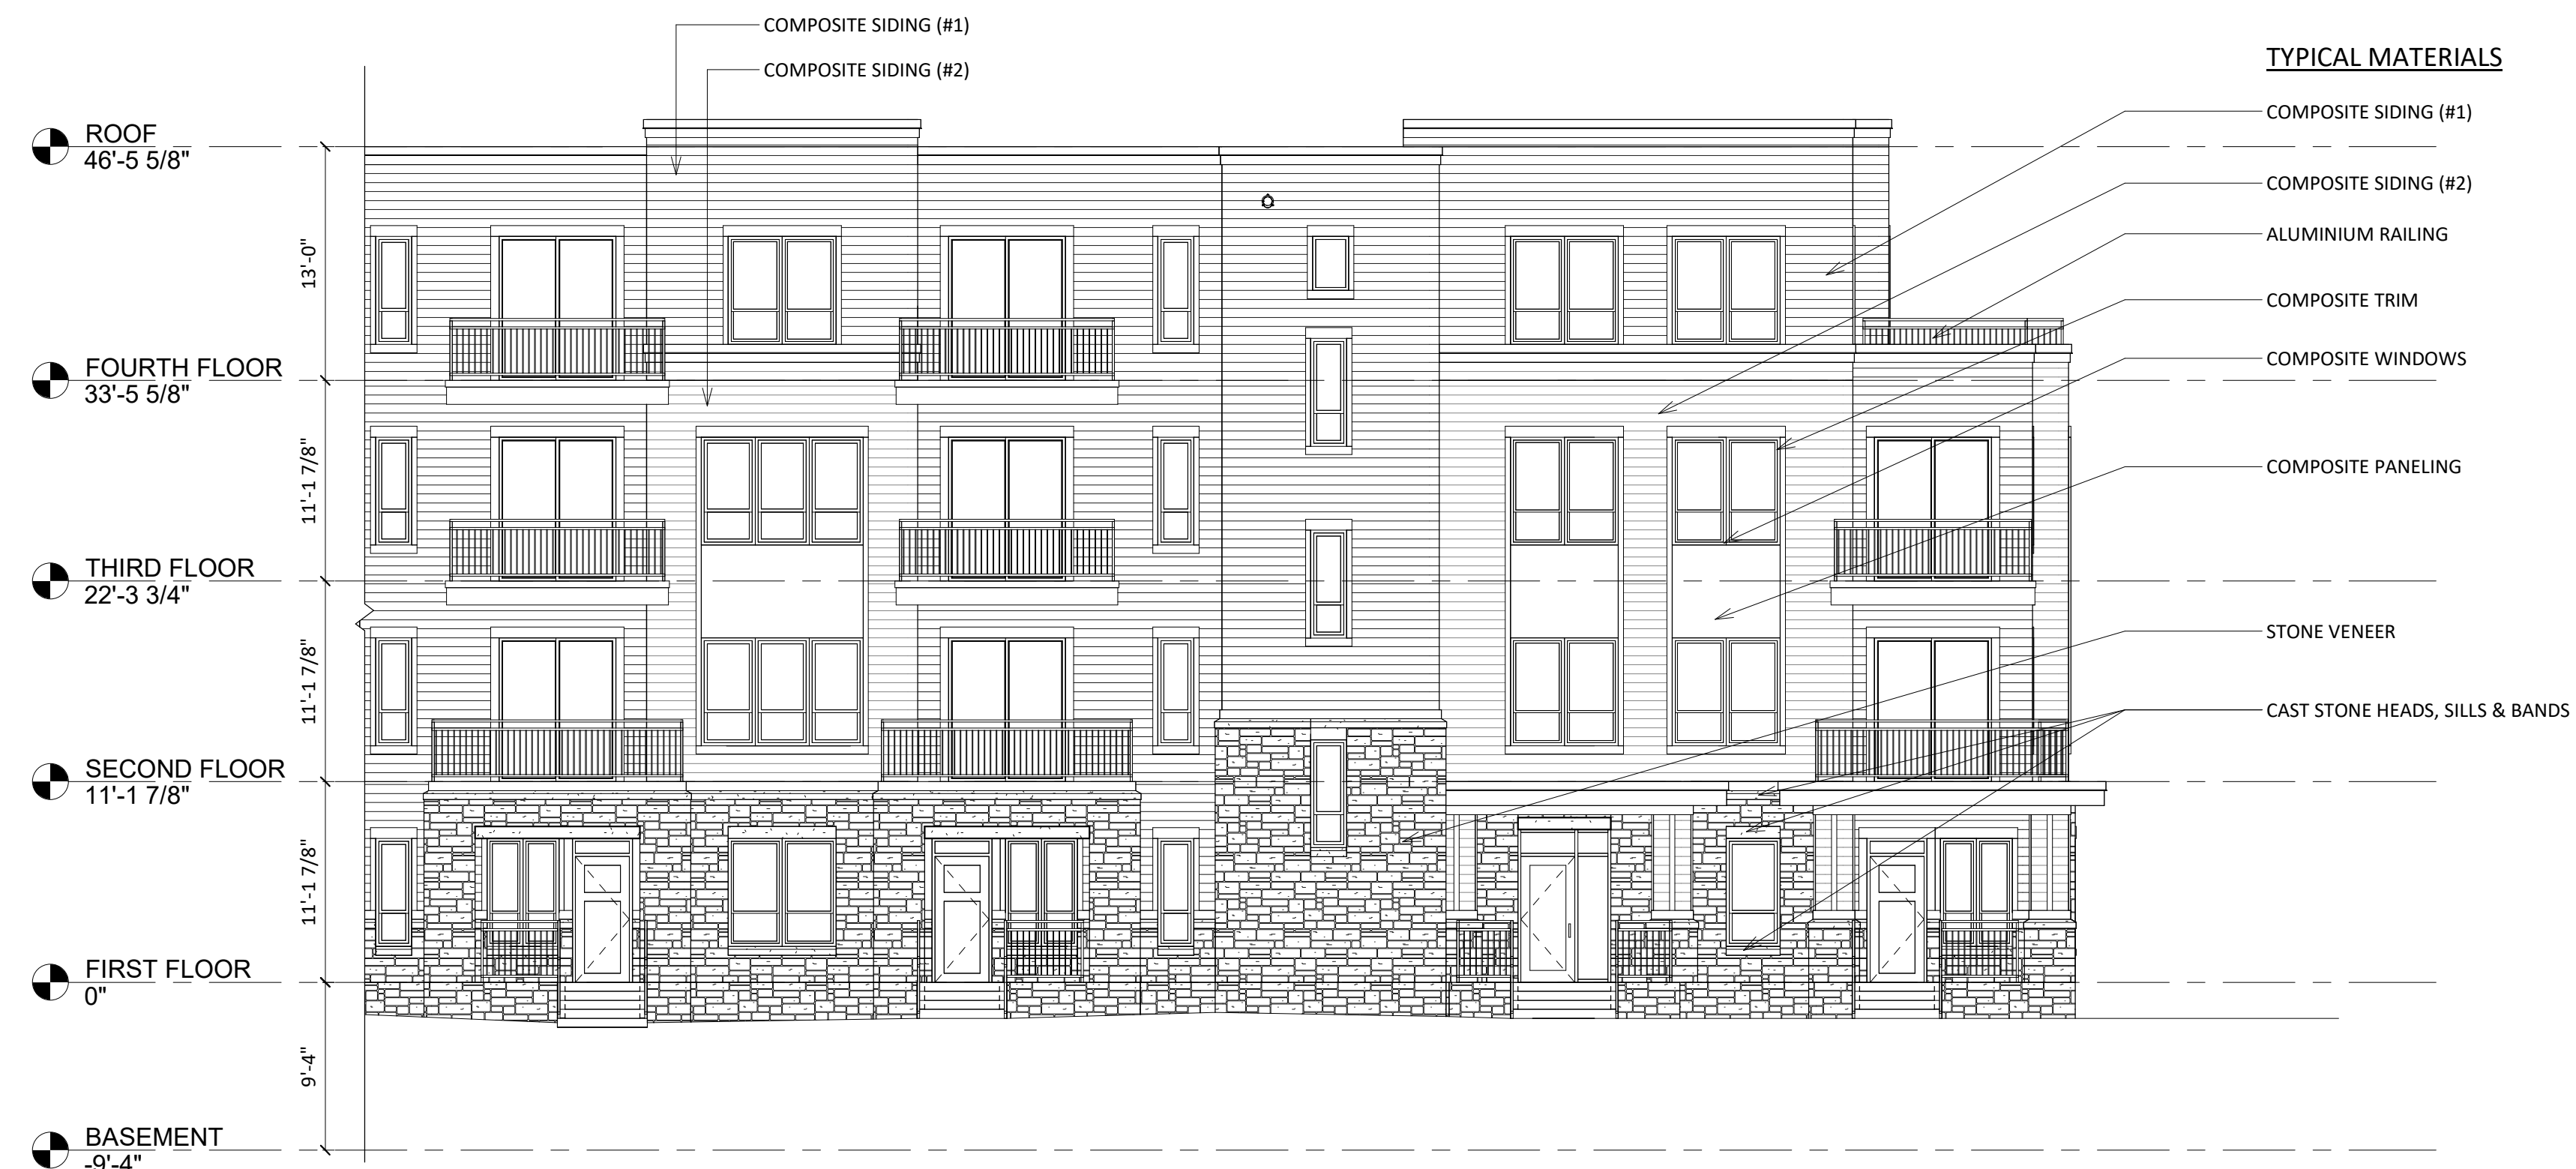 COMPOSITE SIDING (#1)
COMPOSITE SIDING (#2)
TYPICAL MATERIALS
COMPOSITE SIDING (#1)
COMPOSITE SIDING (#2)
ALUMINIUM RAILING
COMPOSITE TRIM
COMPOSITE WINDOWS
COMPOSITE PANELING
STONE VENEER
CAST STONE HEADS, SILLS & BANDS
ROOF
46'-5 5/8"
13'-0"
FOURTH FLOOR
33'-5 5/8"
11'-1 7/8"
THIRD FLOOR
22'-3 3/4"
11'-1 7/8"
SECOND FLOOR
11'-1 7/8"
11'-1 7/8"
FIRST FLOOR
0"
9'-4"
BASEMENT
-9'-4"